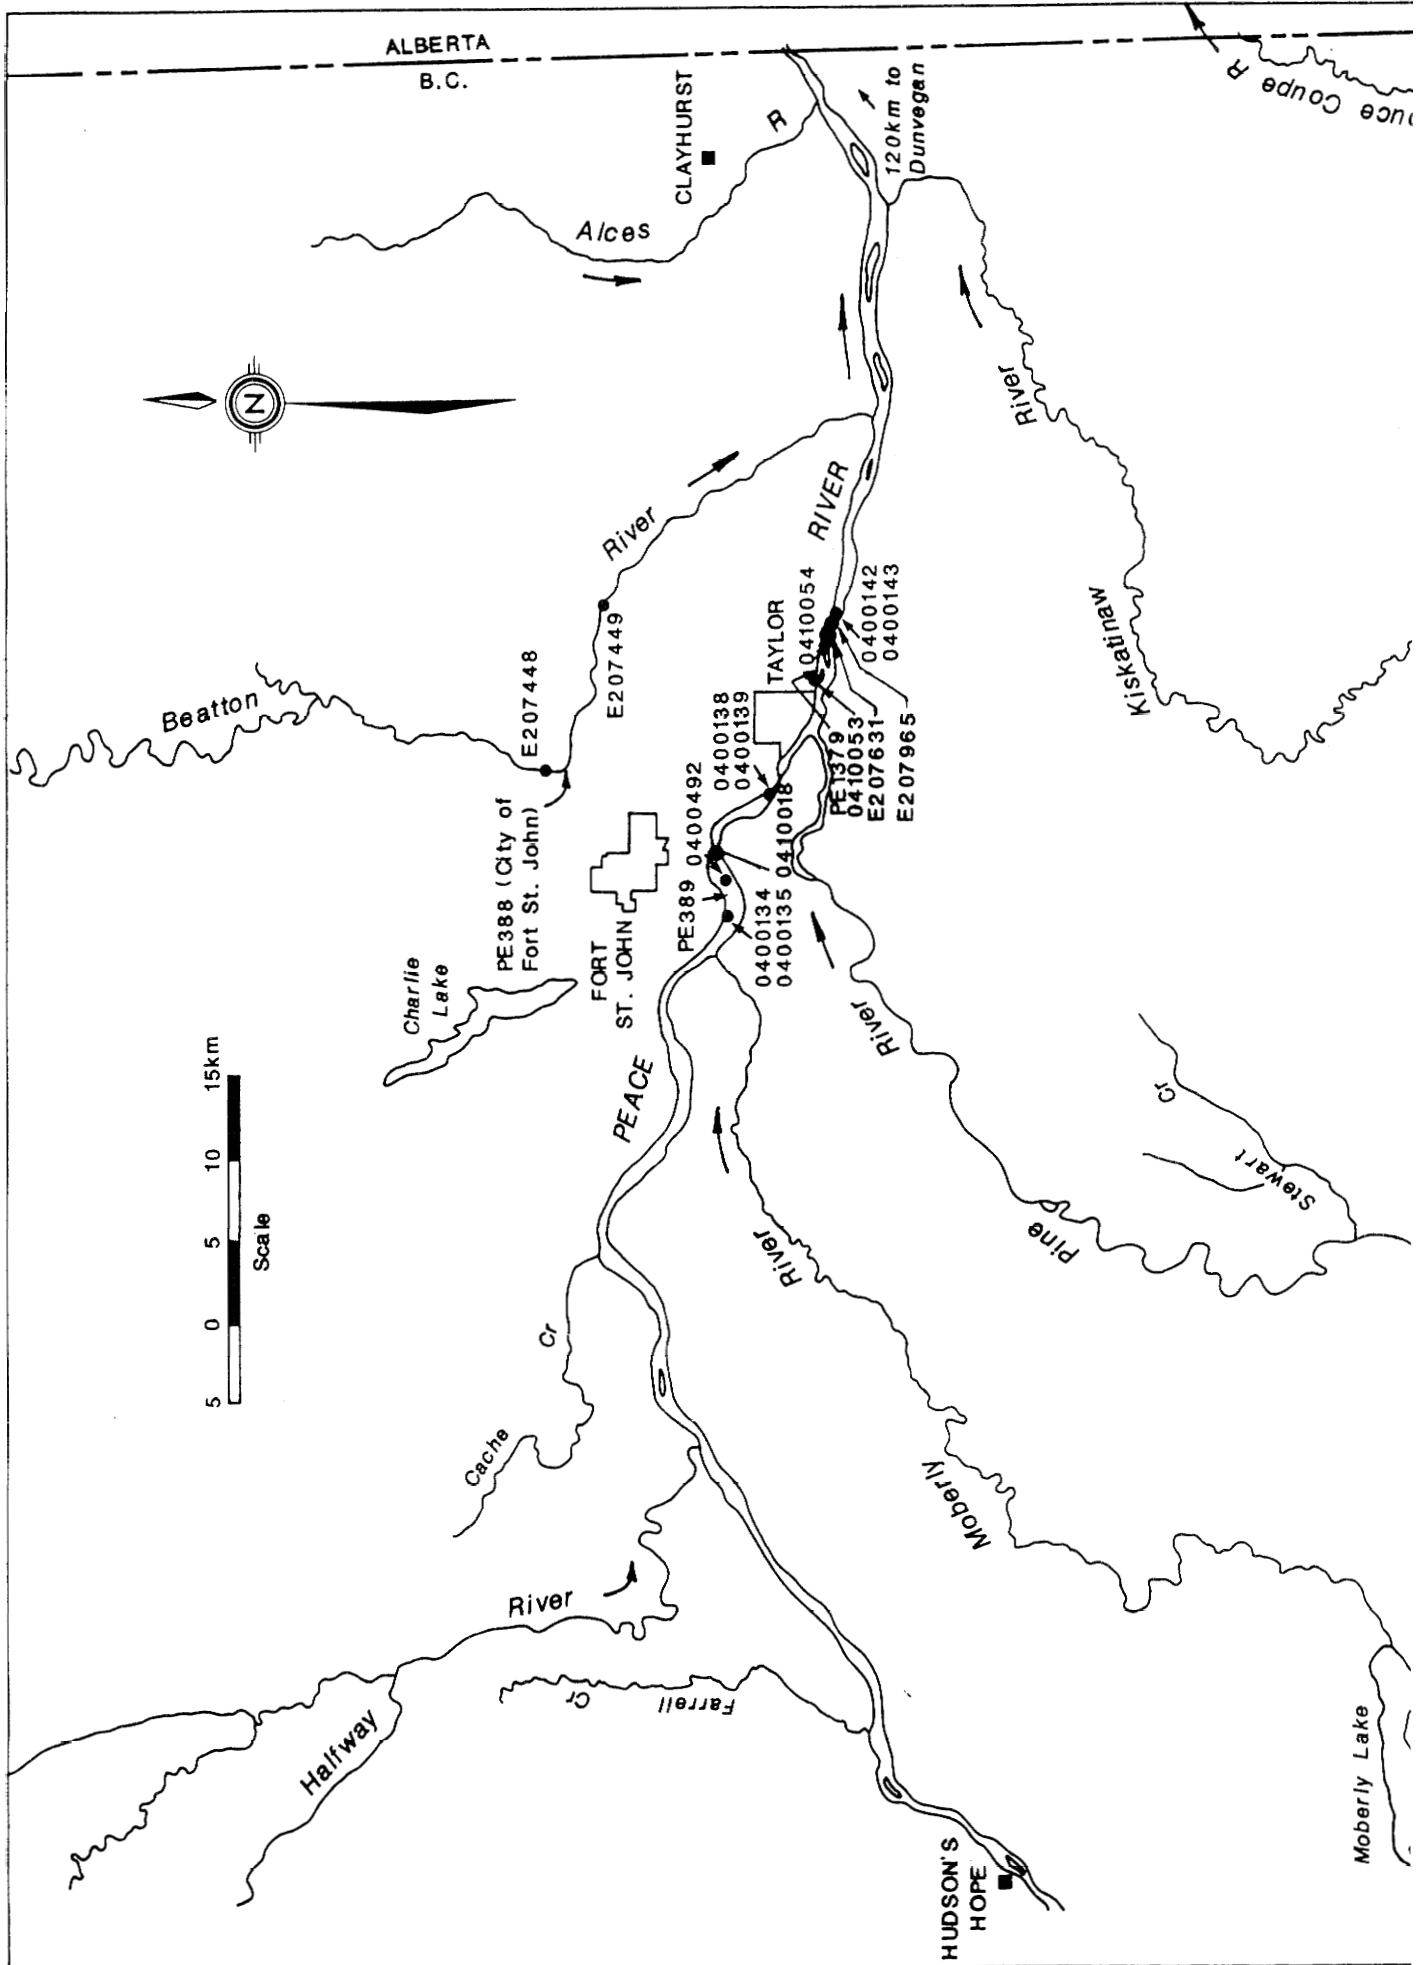 ALBERTA
B.C.
CLAYHURST
Alces
R
120km to
Dunvegan
uce Coupe R
N
Beatton
River
E207448
E207449
PE388 (City of
Fort St. John)
Charlie
Lake
FORT
ST. JOHN
PE389
0400492
0400138
0400139
TAYLOR
0410054
RIVER
0400142
0400143
PE1379
0410053
E207631
E207965
0410018
0400134
0400135
PEACE
River
Kiskatinaw
River
Pine
Cr
Stewart
River
Moberly
5 0 5 10 15km
Scale
Cr
Cache
River
Halfway
Cr
Farrell
HUDSON'S
HOPE
Moberly Lake